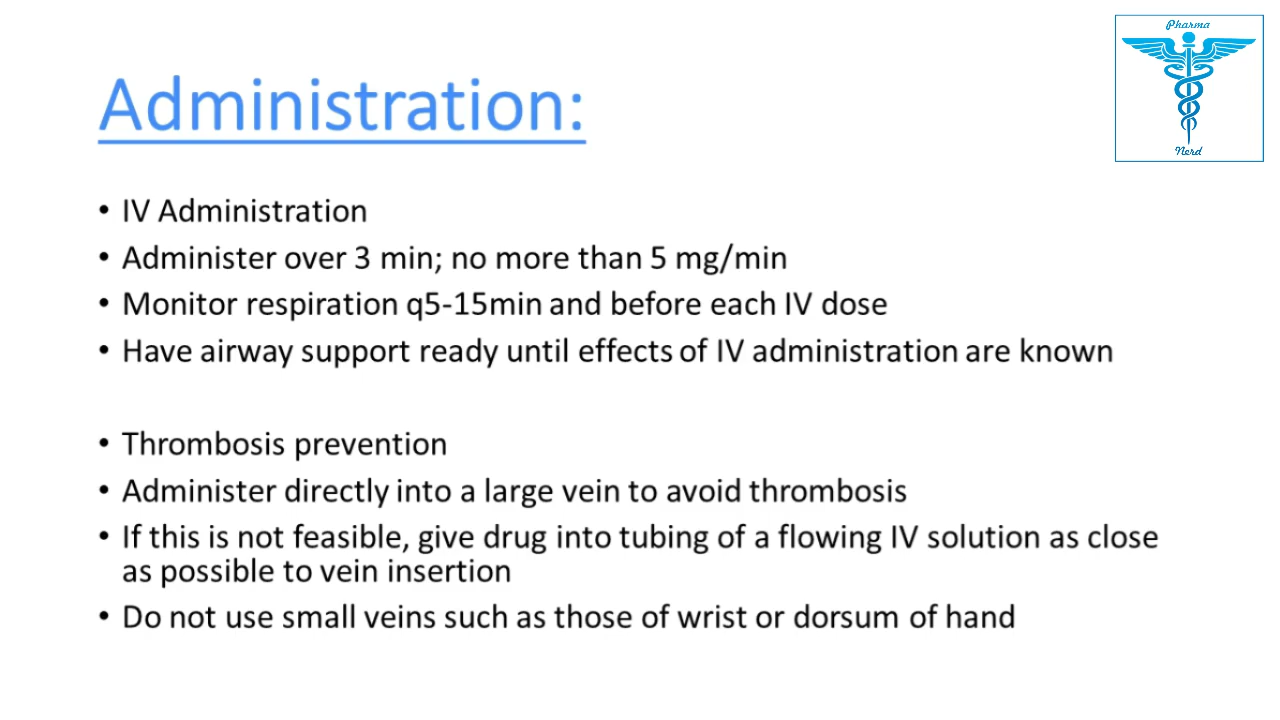 Pharma
Nerd
Administration:
• IV Administration
• Administer over 3 min; no more than 5 mg/min
• Monitor respiration q5-15min and before each IV dose
• Have airway support ready until effects of IV administration are known
• Thrombosis prevention
• Administer directly into a large vein to avoid thrombosis
• If this is not feasible, give drug into tubing of a flowing IV solution as close
as possible to vein insertion
• Do not use small veins such as those of wrist or dorsum of hand